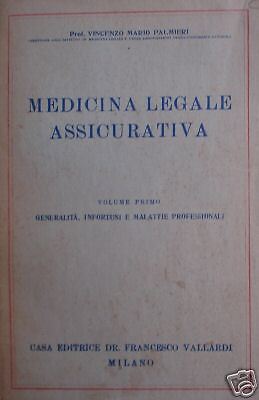 Prof. VINCENZO MARIO PALMIERI
MEDICINA LEGALE
ASSICURATIVA
VOLUME PRIMO
GENERALITÀ, INFORTUNI E MALATTIE PROFESSIONALI
CASA EDITRICE DR. FRANCESCO VALLARDI
MILANO